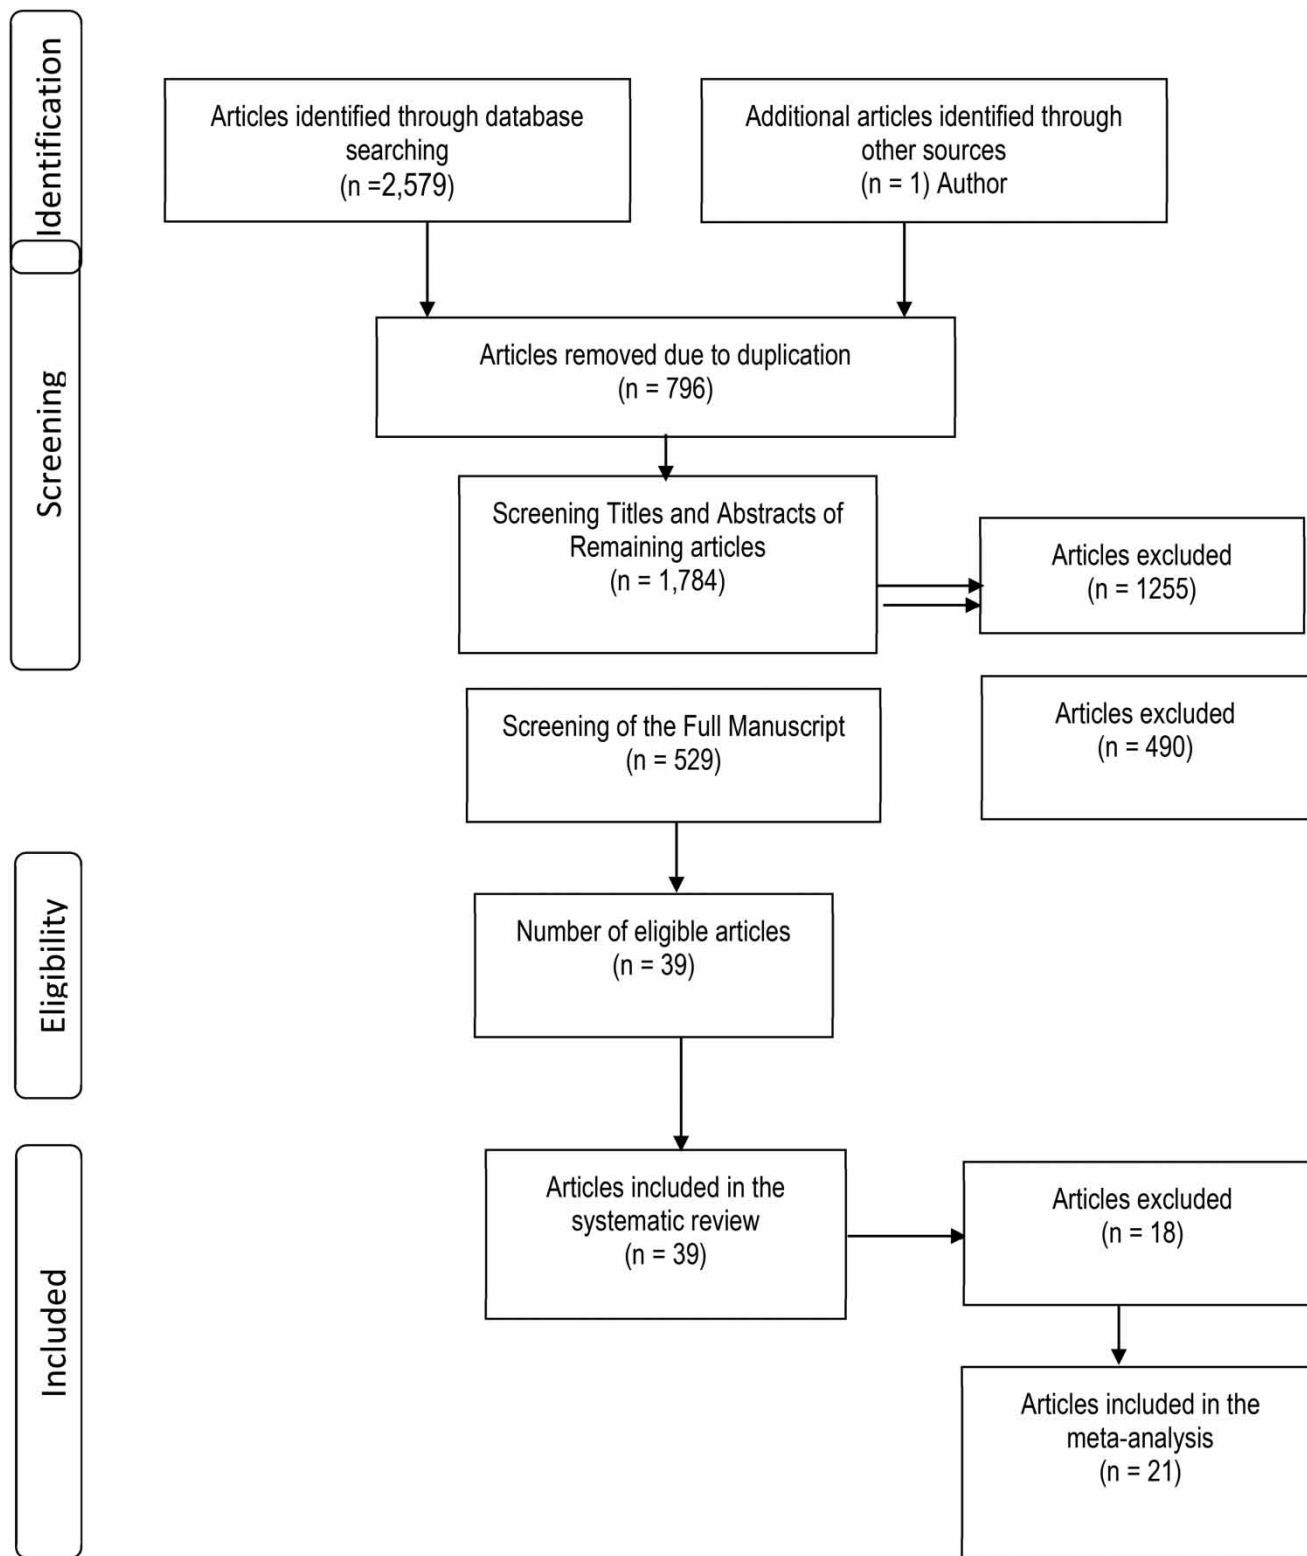 Identification
Articles identified through database
searching
(n =2,579)
Additional articles identified through
other sources
(n = 1) Author
Screening
Articles removed due to duplication
(n = 796)
Screening Titles and Abstracts of
Remaining articles
(n = 1,784)
Articles excluded
(n = 1255)
Screening of the Full Manuscript
(n = 529)
Articles excluded
(n = 490)
Eligibility
Number of eligible articles
(n = 39)
Included
Articles included in the
systematic review
(n = 39)
Articles excluded
(n = 18)
Articles included in the
meta-analysis
(n = 21)